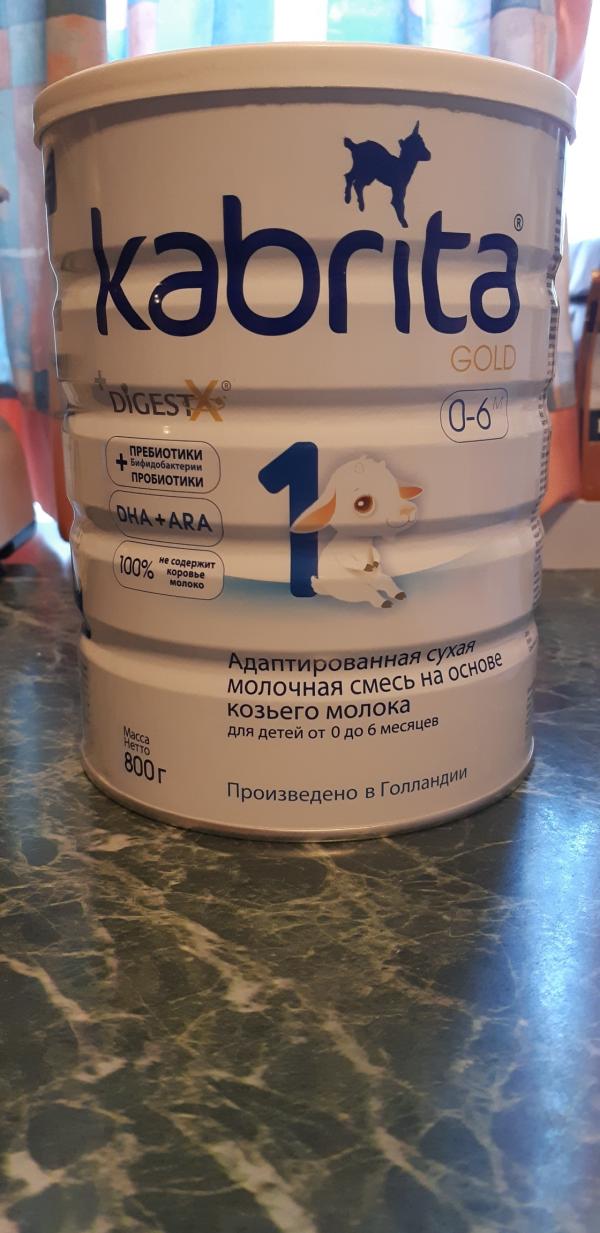 kabrita®
GOLD
+DiGESTX®
0-6 M
+ ПРЕБИОТИКИ
Бифидобактерии
ПРОБИОТИКИ
DHA+ARA
100% не содержит
коровье
молоко
1
Адаптированная сухая
молочная смесь на основе
козьего молока
для детей от 0 до 6 месяцев
Масса
Нетто
800г
Произведено в Голландии